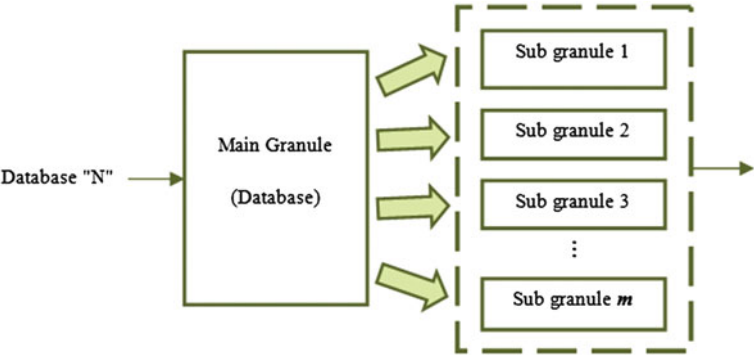 Database "N"
Main Granule
(Database)
Sub granule 1
Sub granule 2
Sub granule 3
⋮
Sub granule m